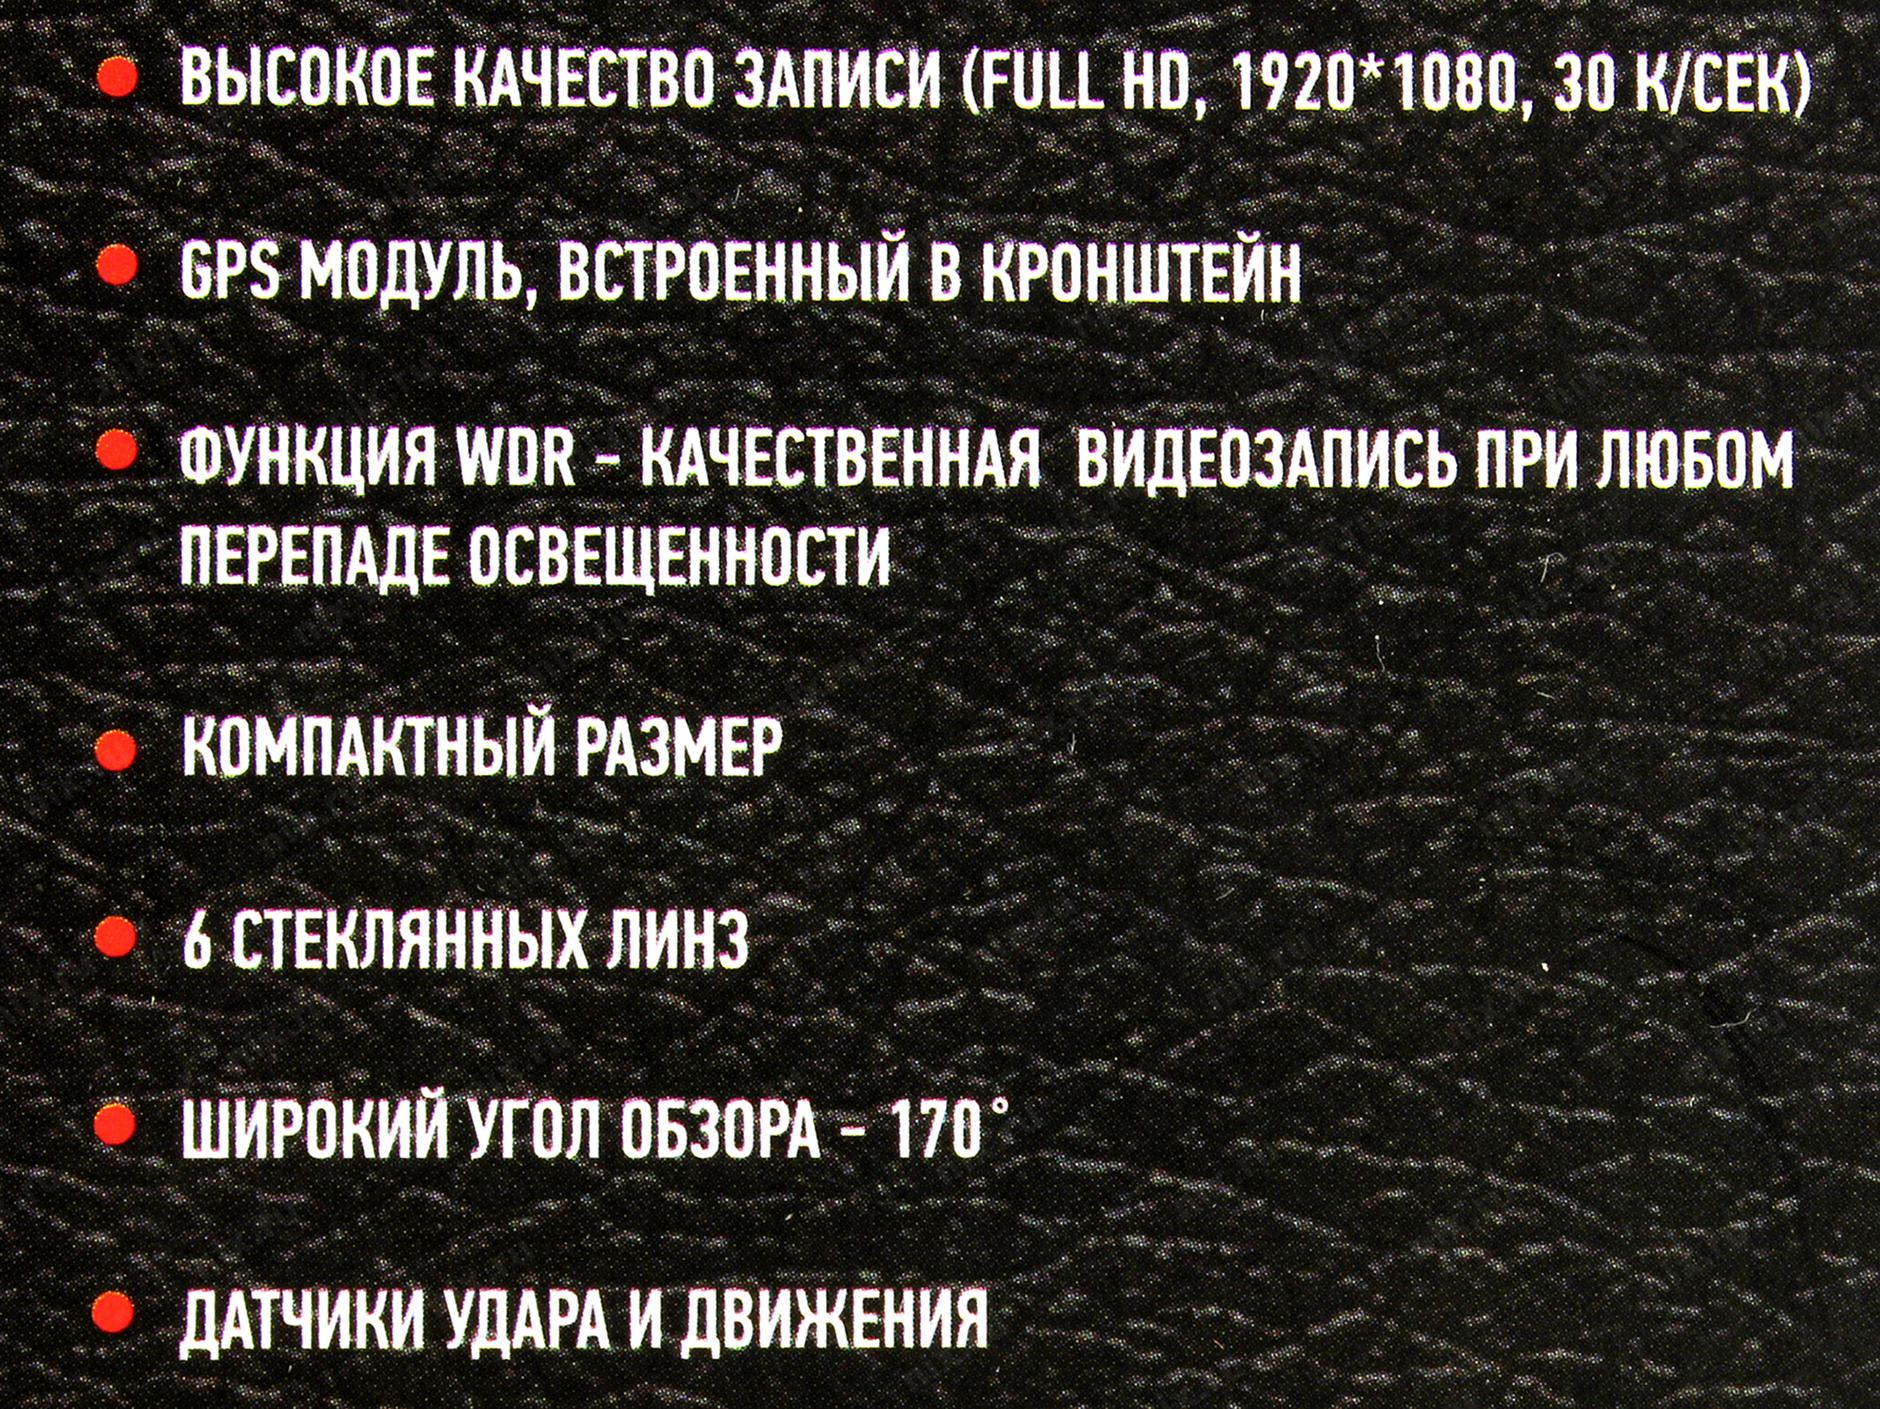 ВЫСОКОЕ КАЧЕСТВО ЗАПИСИ (FULL HD, 1920*1080, 30 К/СЕК)
GPS МОДУЛЬ, ВСТРОЕННЫЙ В КРОНШТЕЙН
ФУНКЦИЯ WDR - КАЧЕСТВЕННАЯ ВИДЕОЗАПИСЬ ПРИ ЛЮБОМ
ПЕРЕПАДЕ ОСВЕЩЕННОСТИ
КОМПАКТНЫЙ РАЗМЕР
6 СТЕКЛЯННЫХ ЛИНЗ
ШИРОКИЙ УГОЛ ОБЗОРА - 170°
ДАТЧИКИ УДАРА И ДВИЖЕНИЯ